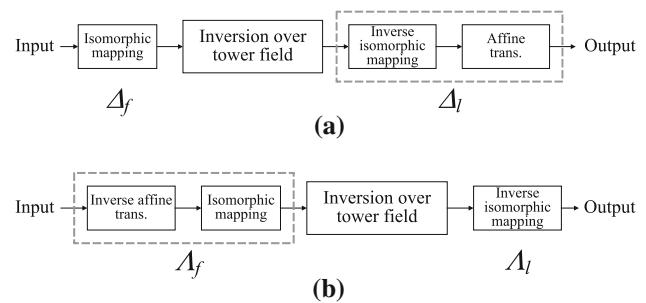 Input
Isomorphic
mapping
Inversion over
tower field
Inverse
isomorphic
mapping
Affine
trans.
Output
Δf
Δl
(a)
Input
Inverse affine
trans.
Isomorphic
mapping
Inversion over
tower field
Inverse
isomorphic
mapping
Output
Λf
Λl
(b)